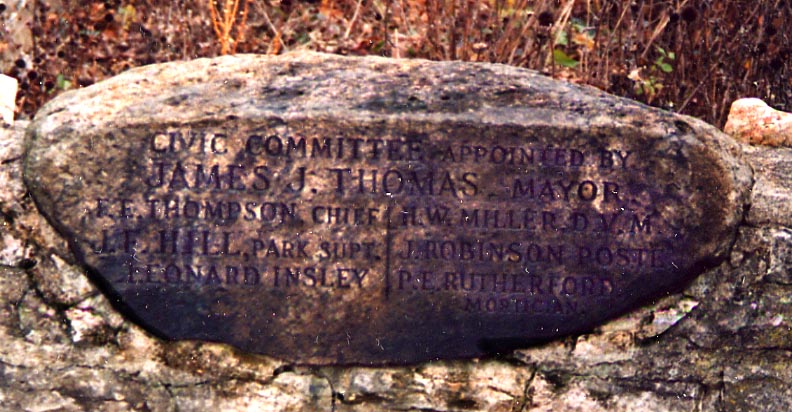 CIVIC COMMITTEE APPOINTED BY
JAMES J. THOMAS, MAYOR.
F.E. THOMPSON, CHIEF
J.F. HILL, PARK SUPT.
LEONARD INSLEY
H.W. MILLER. D.V.M.
J. ROBINSON POSTE
P.E. RUTHERFORD.
MORTICIAN.